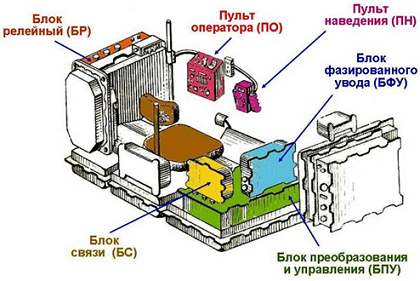 Блок
релейный (БР)
Пульт
оператора (ПО)
Пульт
наведения (ПН)
Блок
фазированного
увода (БФУ)
Блок
связи (БС)
Блок преобразования
и управления (БПУ)